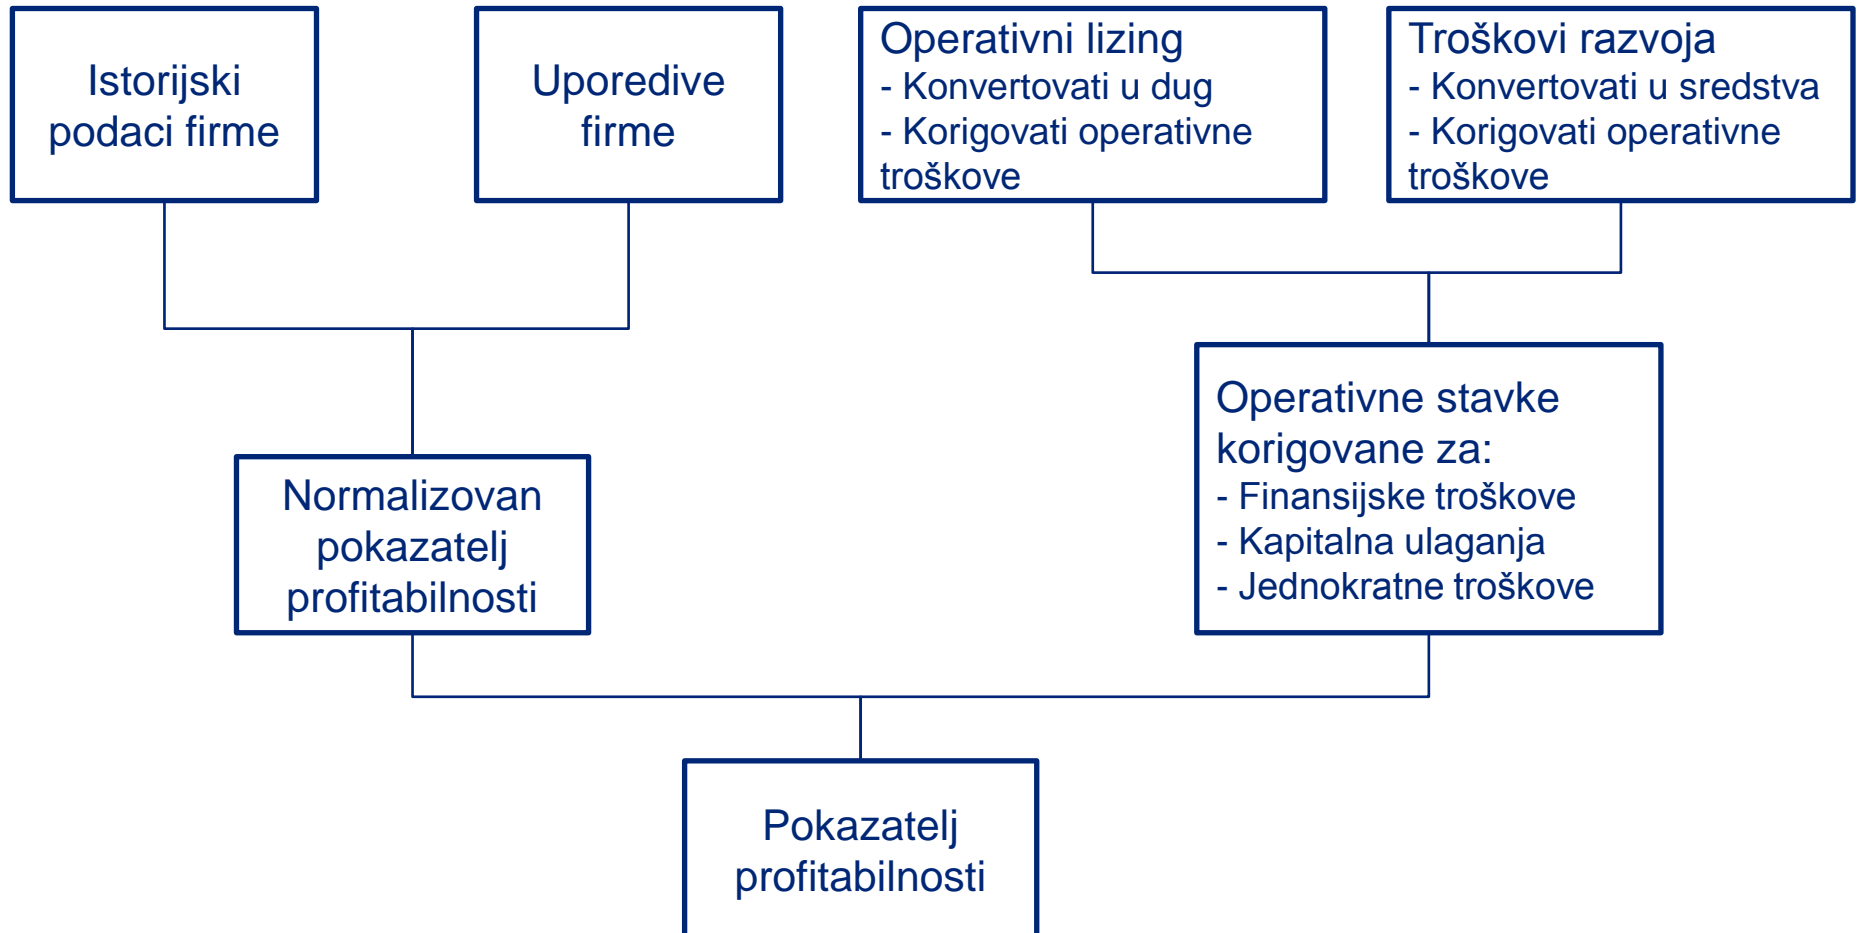 Istorijski
podaci firme
Uporedive
firme
Operativni lizing
- Konvertovati u dug
- Korigovati operativne
troškove
Troškovi razvoja
- Konvertovati u sredstva
- Korigovati operativne
troškove
Normalizovan
pokazatelj
profitabilnosti
Operativne stavke
korigovane za:
- Finansijske troškove
- Kapitalna ulaganja
- Jednokratne troškove
Pokazatelj
profitabilnosti